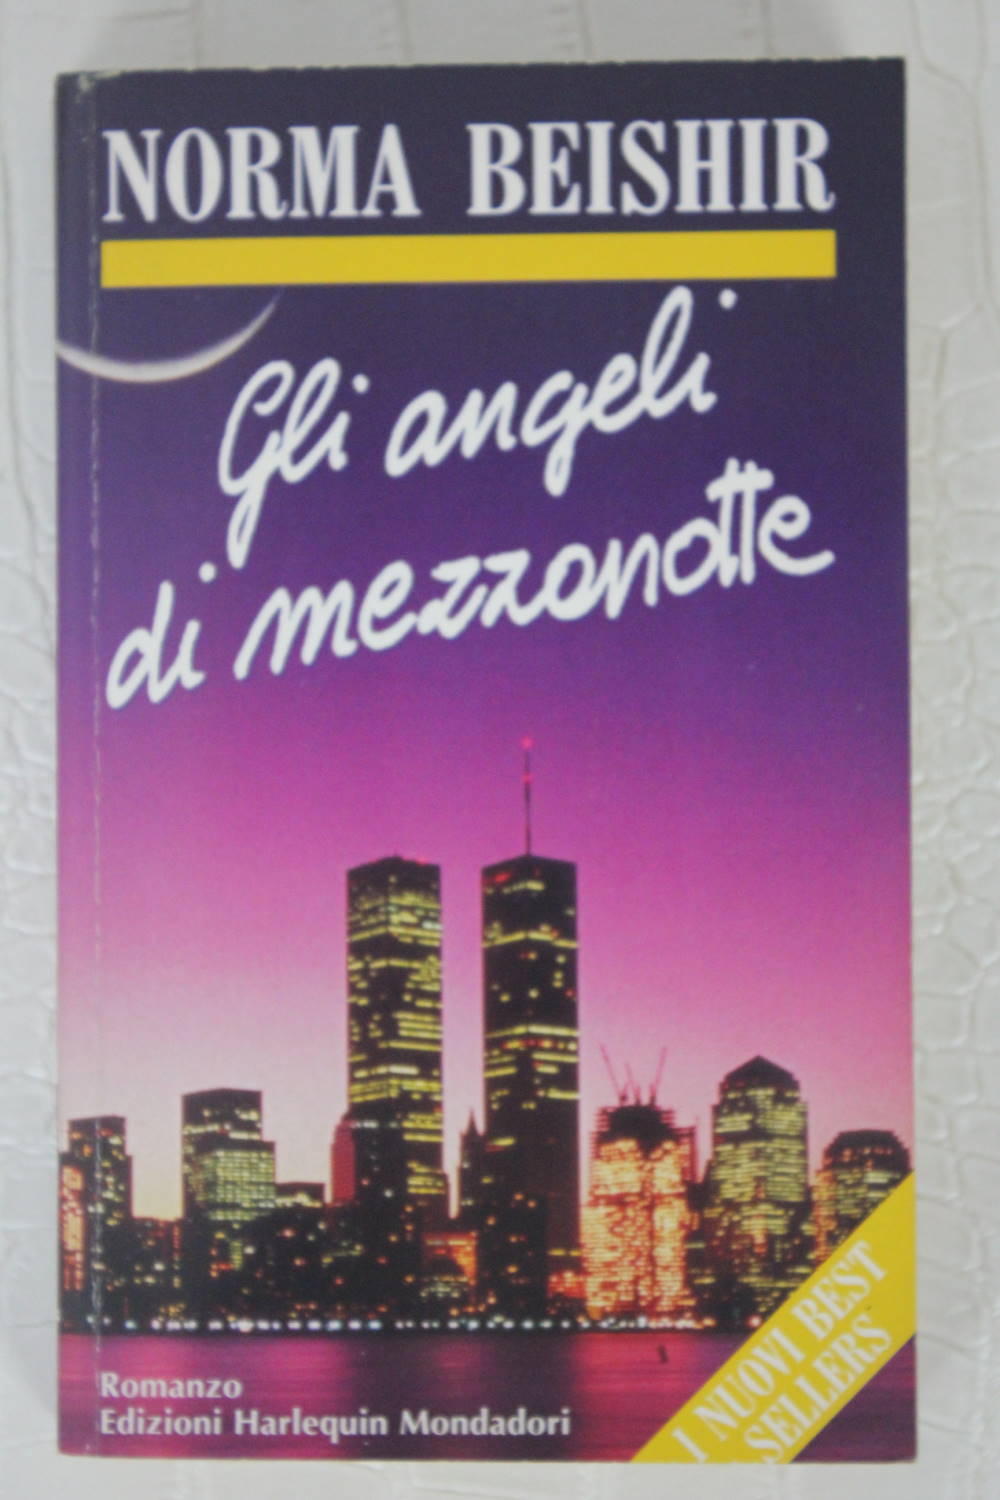 NORMA BEISHIR
Gli angeli
di mezzanotte
Romanzo
Edizioni Harlequin Mondadori
I NUOVI BEST
SELLERS